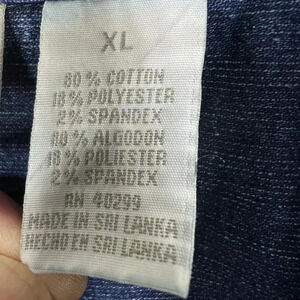 XL
80% COTTON
18% POLYESTER
2% SPANDEX
80% ALGODON
18% POLIESTER
2% SPANDEX
RN 40299
MADE IN SRI LANKA
HECHO EN SRI LANKA